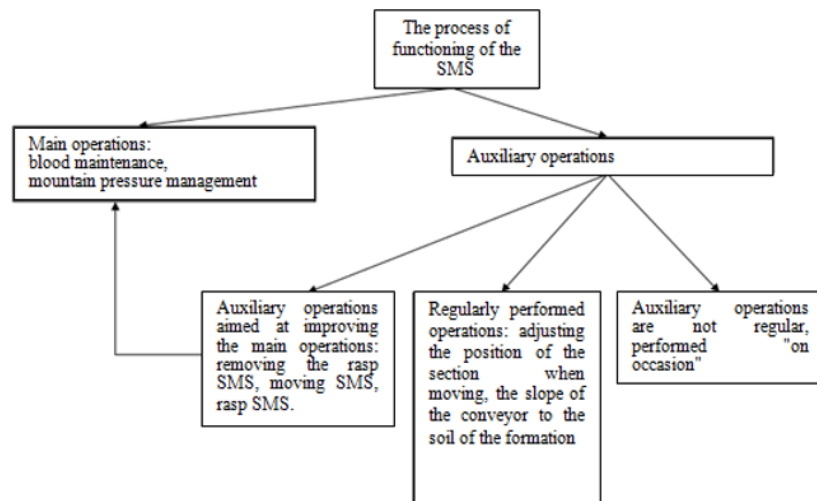 The process of
functioning of the
SMS
Main operations:
blood maintenance,
mountain pressure management
Auxiliary operations
Auxiliary operations
aimed at improving
the main operations:
removing the rasp
SMS, moving SMS,
rasp SMS.
Regularly performed
operations: adjusting
the position of the
section when
moving, the slope of
the conveyor to the
soil of the formation
Auxiliary operations
are not regular,
performed "on
occasion"